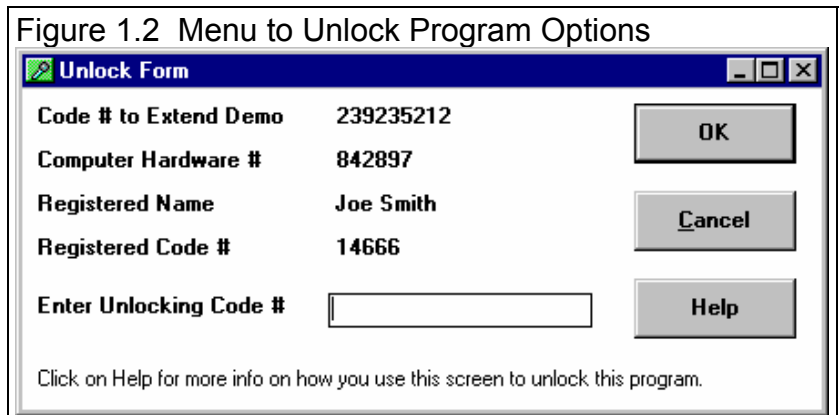 Figure 1.2 Menu to Unlock Program Options
Unlock Form
Code # to Extend Demo 239235212
OK
Computer Hardware # 842897
Registered Name Joe Smith
Cancel
Registered Code # 14666
Enter Unlocking Code #
Help
Click on Help for more info on how you use this screen to unlock this program.